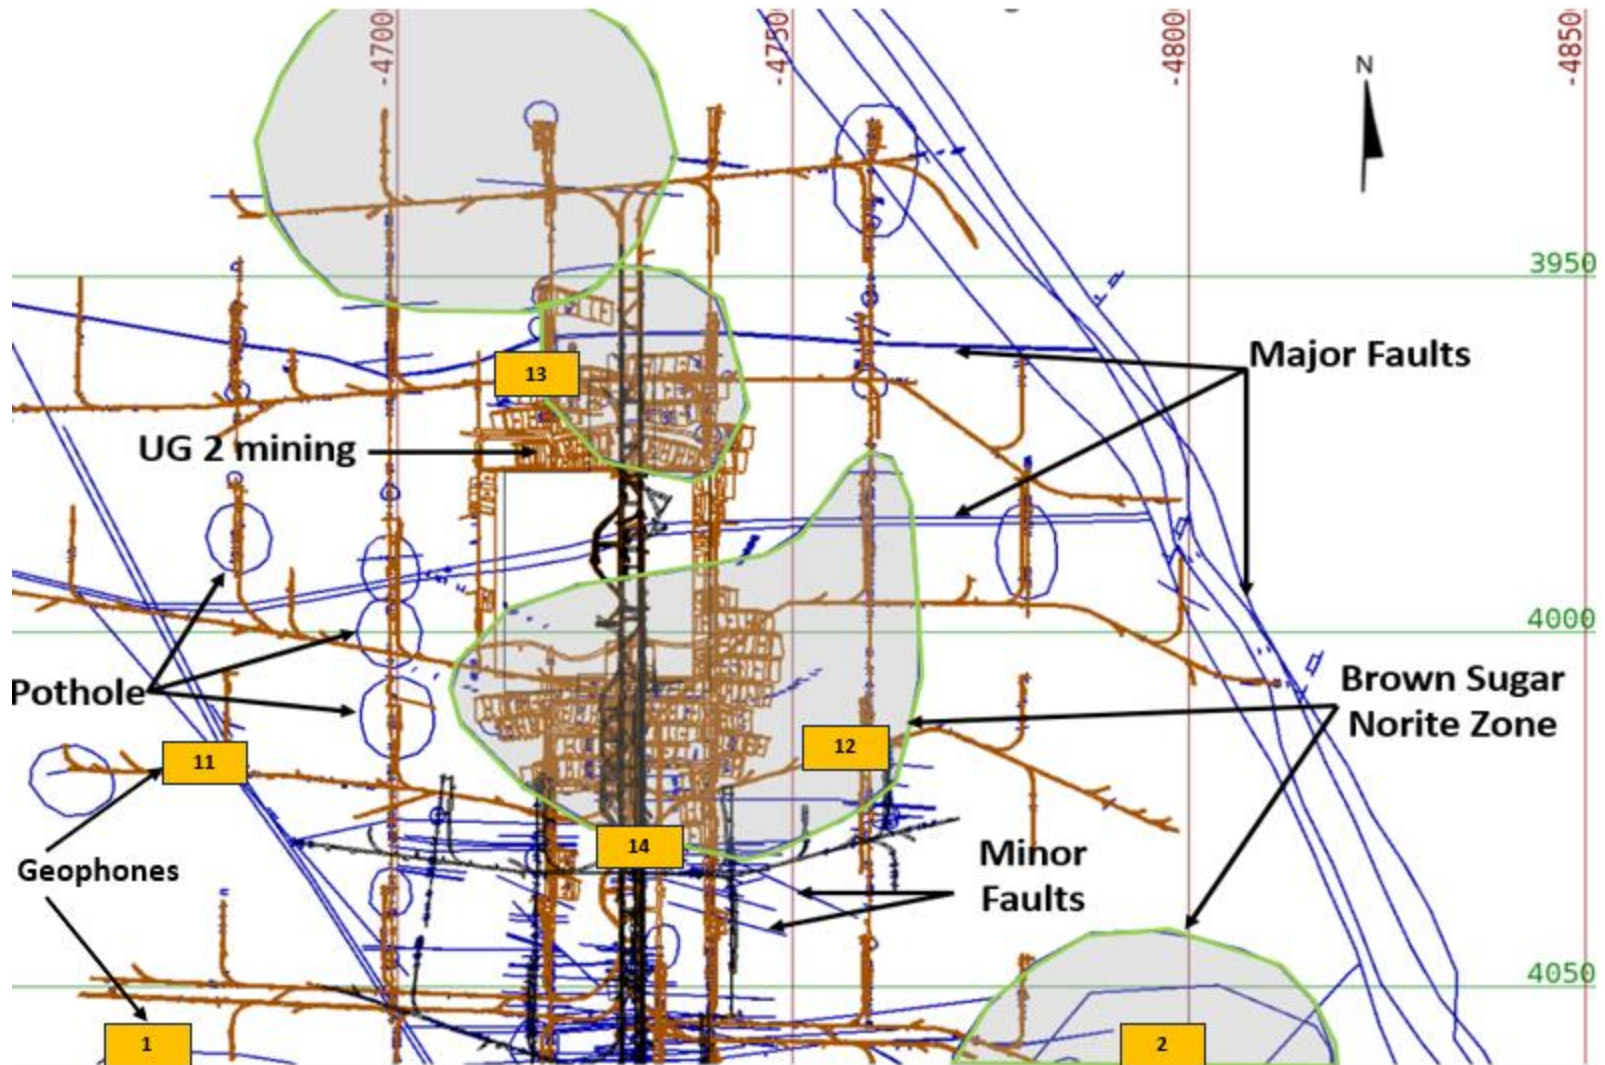 -4700
-4750
-4800
-4850
N
3950
Major Faults
13
UG 2 mining
4000
Pothole
Brown Sugar
Norite Zone
12
11
14
Minor
Faults
Geophones
4050
1
2